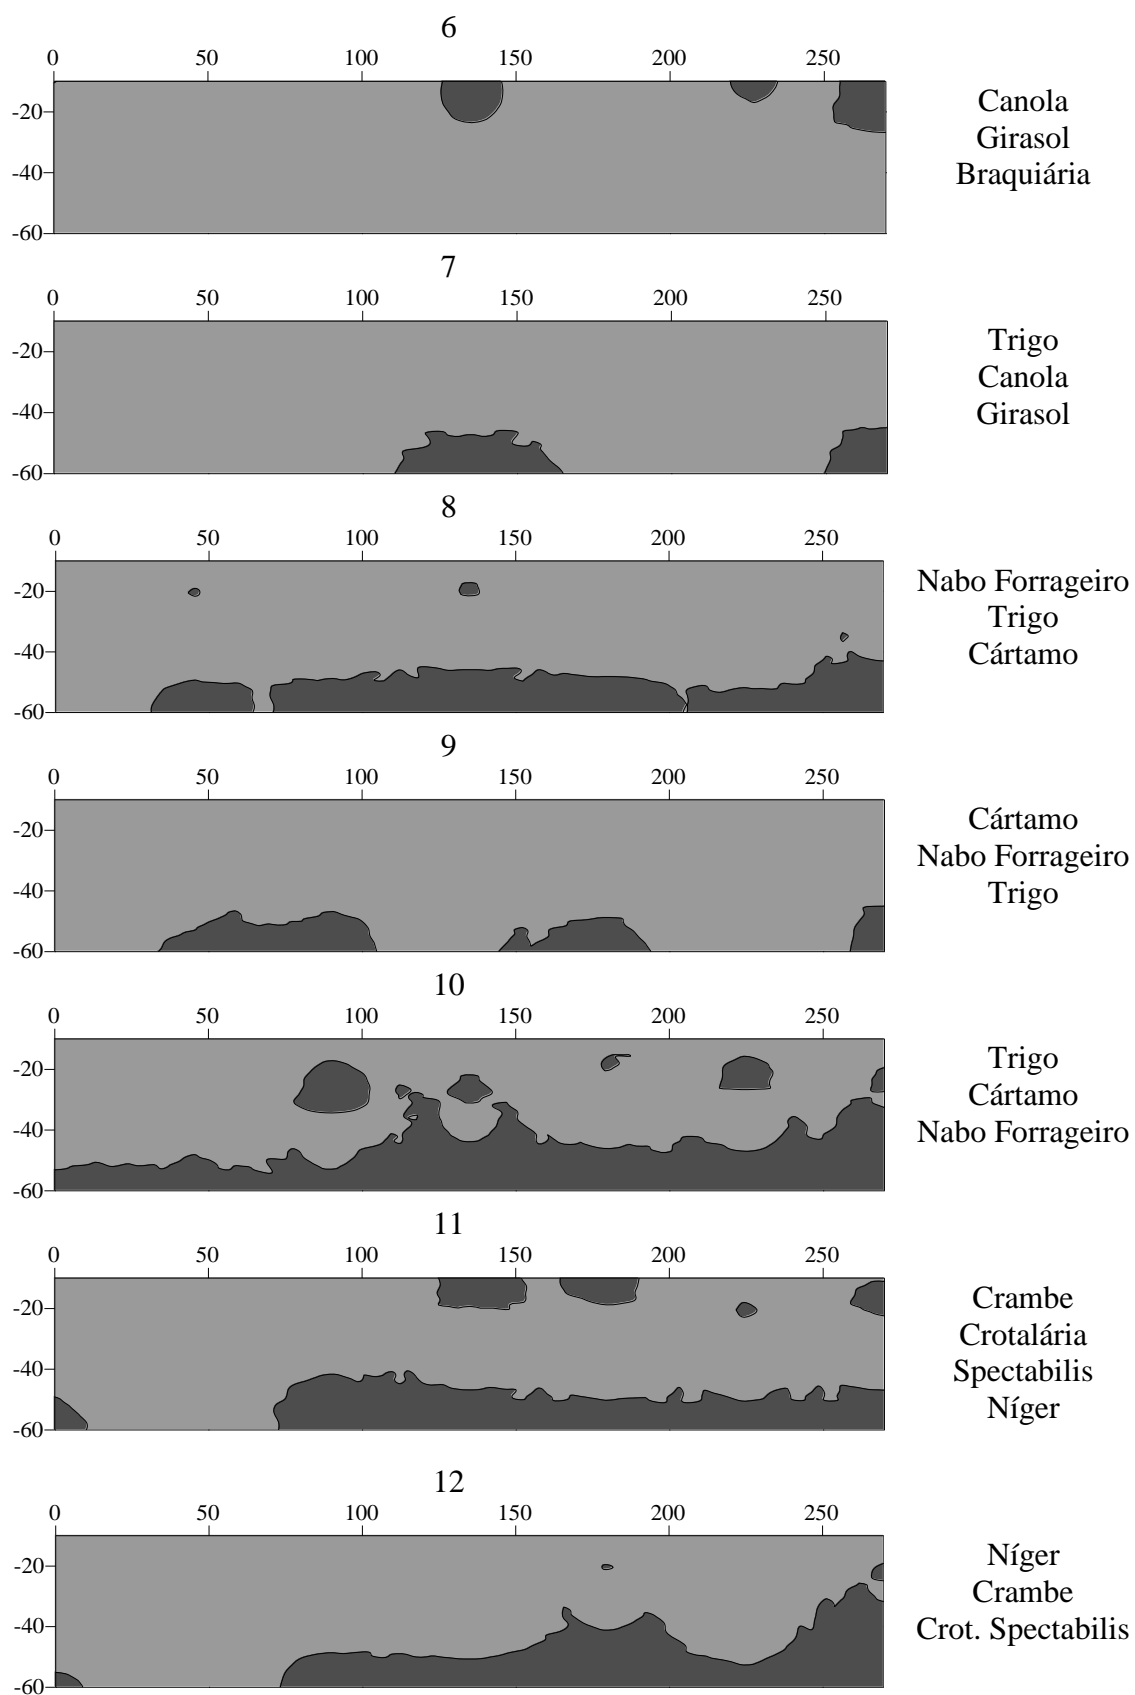 6
0 50 100 150 200 250
-20
-40
-60
Canola
Girasol
Braquiária
7
0 50 100 150 200 250
-20
-40
-60
Trigo
Canola
Girasol
8
0 50 100 150 200 250
-20
-40
-60
Nabo Forrageiro
Trigo
Cártamo
9
0 50 100 150 200 250
-20
-40
-60
Cártamo
Nabo Forrageiro
Trigo
10
0 50 100 150 200 250
-20
-40
-60
Trigo
Cártamo
Nabo Forrageiro
11
0 50 100 150 200 250
-20
-40
-60
Crambe
Crotalária
Spectabilis
Níger
12
0 50 100 150 200 250
-20
-40
-60
Níger
Crambe
Crot. Spectabilis